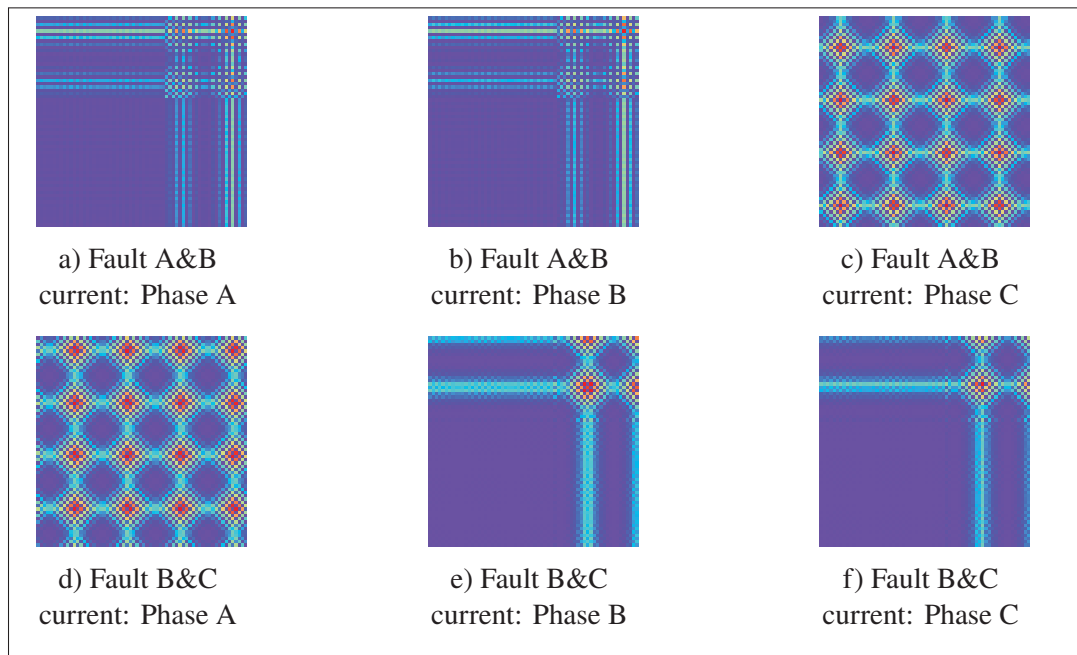 a) Fault A&B
current: Phase A
b) Fault A&B
current: Phase B
c) Fault A&B
current: Phase C
d) Fault B&C
current: Phase A
e) Fault B&C
current: Phase B
f) Fault B&C
current: Phase C